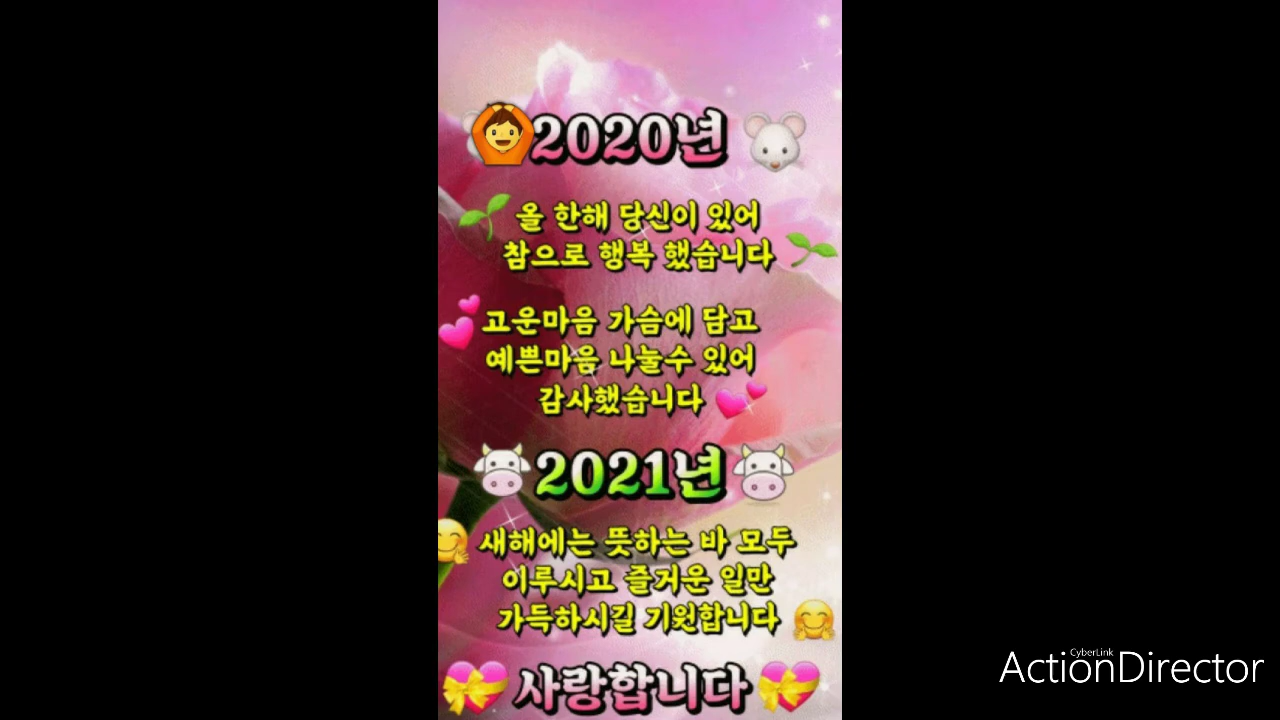 2020년
올 한해 당신이 있어
참으로 행복 했습니다
고운마음 가슴에 담고
예쁜마음 나눌수 있어
감사했습니다
2021년
새해에는 뜻하는 바 모두
이루시고 즐거운 일만
가득하시길 기원합니다
사랑합니다
CyberLink
ActionDirector